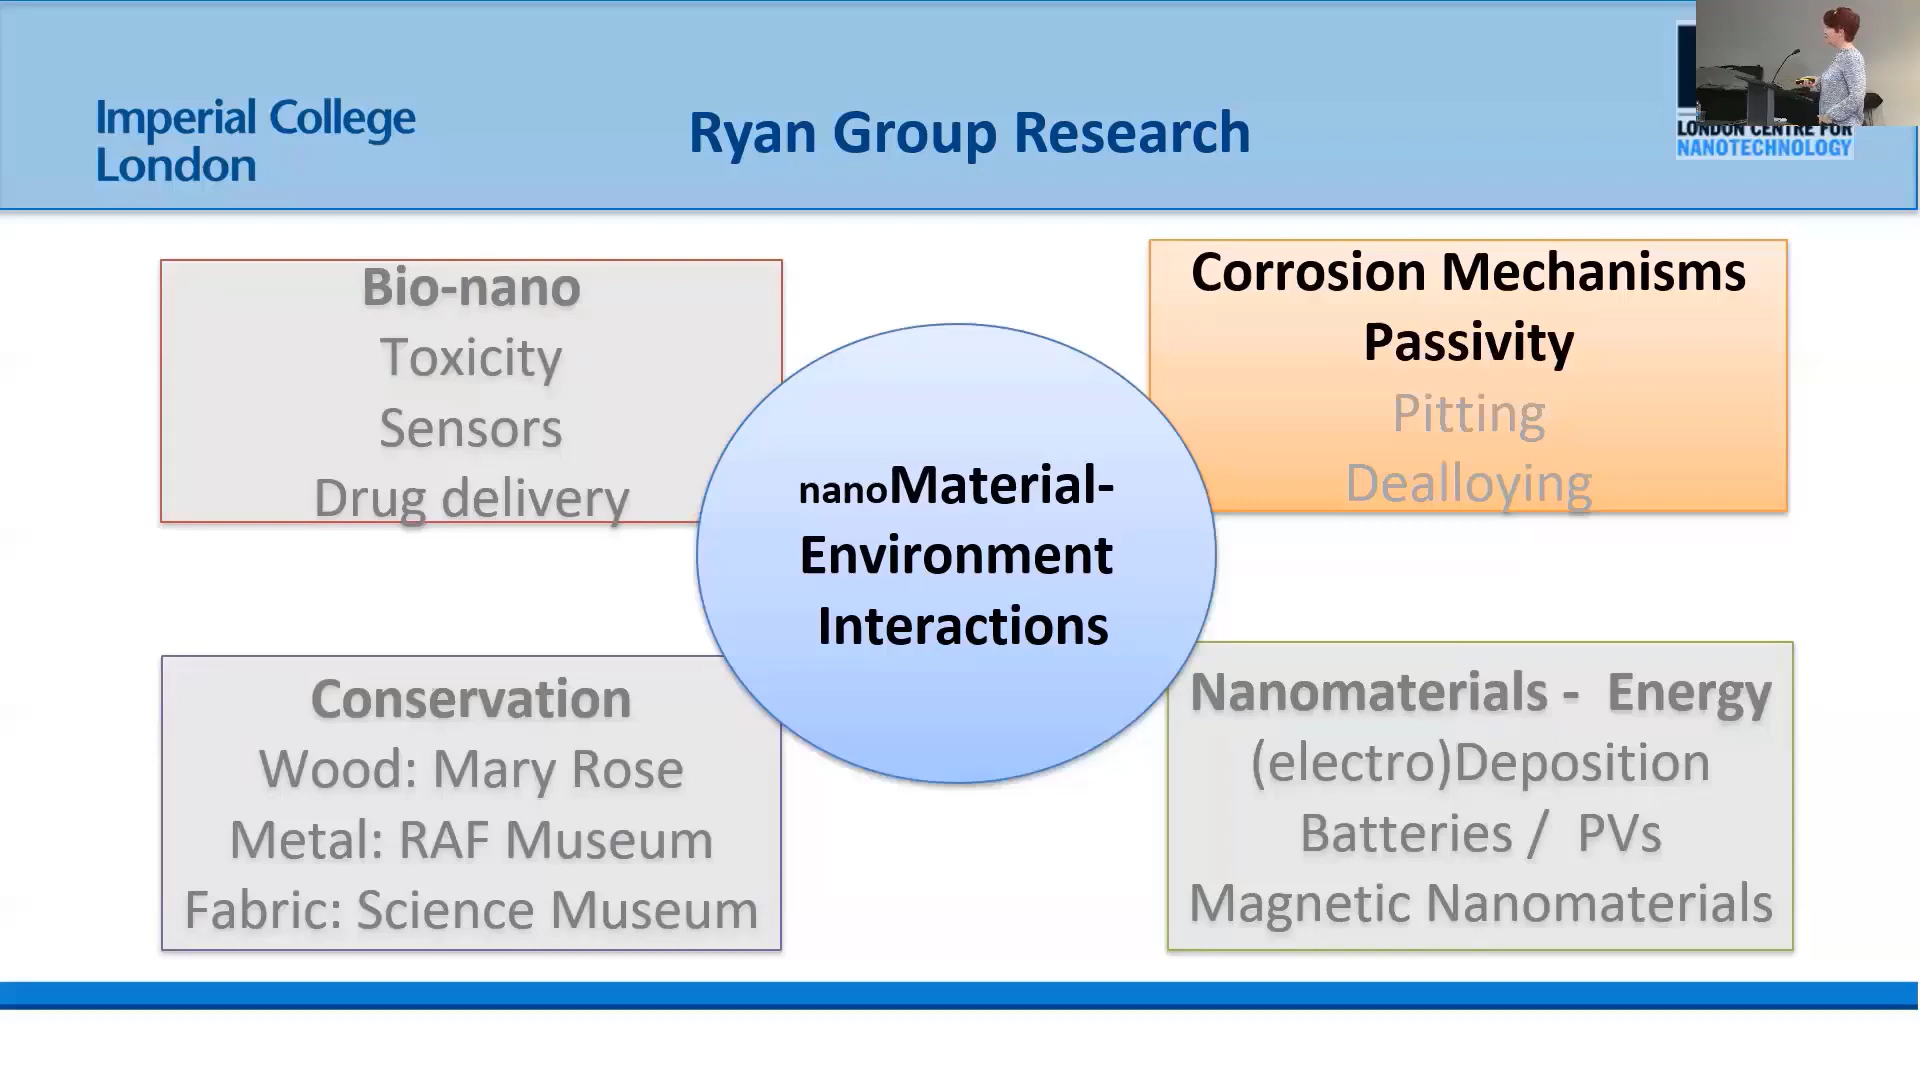 Imperial College
London
Ryan Group Research
LONDON CENTRE FOR
NANOTECHNOLOGY
Bio-nano
Toxicity
Sensors
Drug delivery
Corrosion Mechanisms
Passivity
Pitting
Dealloying
nanoMaterial-
Environment
Interactions
Conservation
Wood: Mary Rose
Metal: RAF Museum
Fabric: Science Museum
Nanomaterials - Energy
(electro)Deposition
Batteries / PVs
Magnetic Nanomaterials